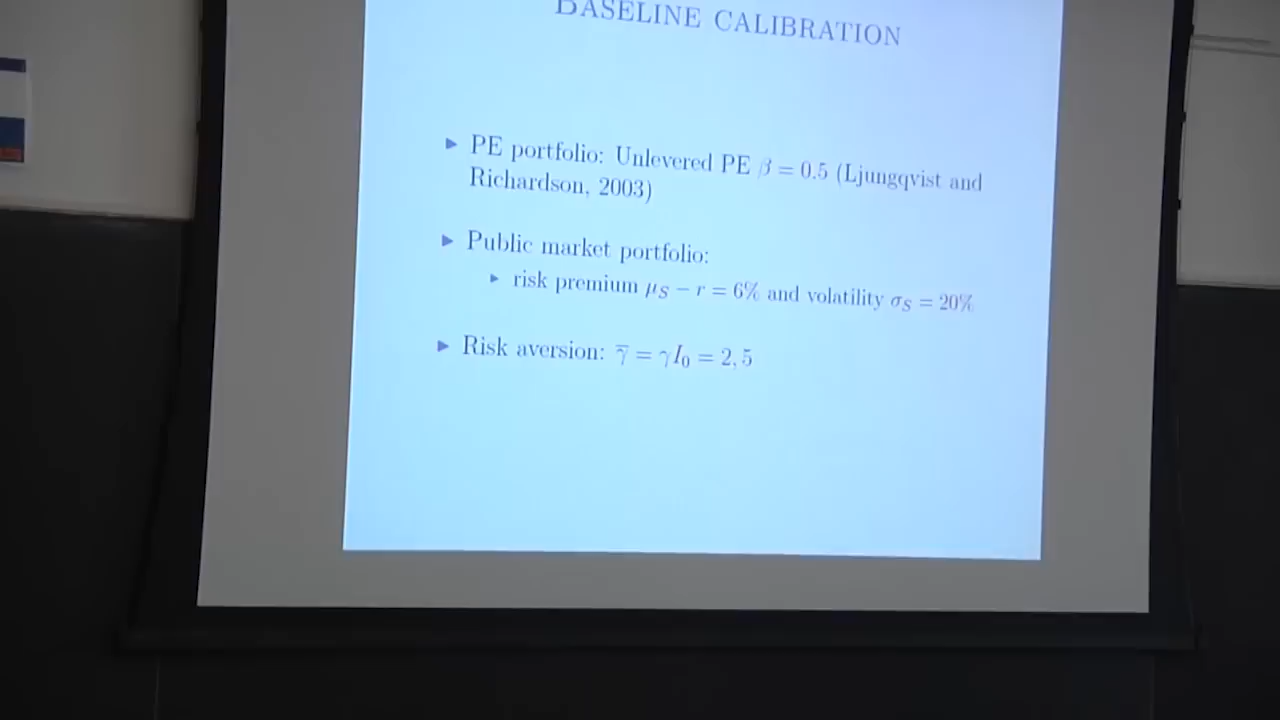 BASELINE CALIBRATION
▶ PE portfolio: Unlevered PE β = 0.5 (Ljungqvist and
Richardson, 2003)
▶ Public market portfolio:
▶ risk premium μ_S − r = 6% and volatility σ_S = 20%
▶ Risk aversion: γ̅ = γI₀ = 2, 5